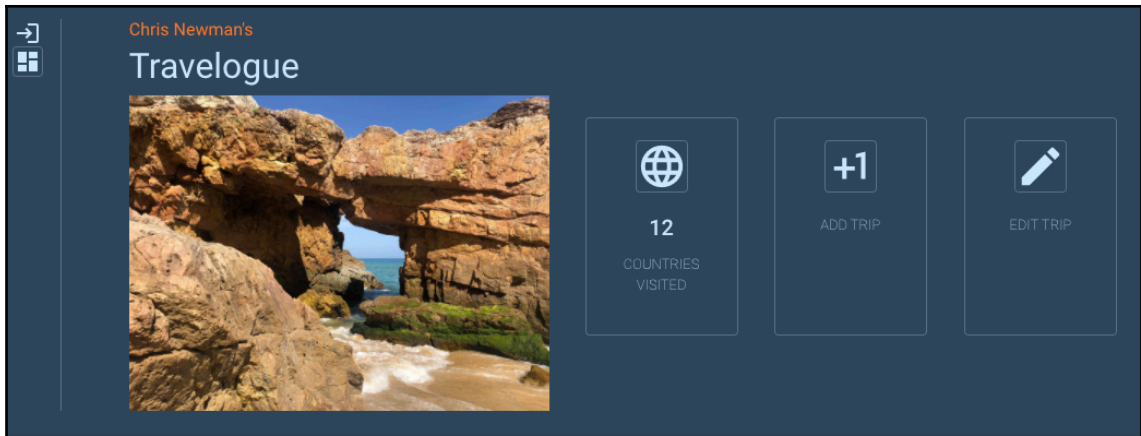 Chris Newman's
Travelogue
12
COUNTRIES
VISITED
+1
ADD TRIP
EDIT TRIP